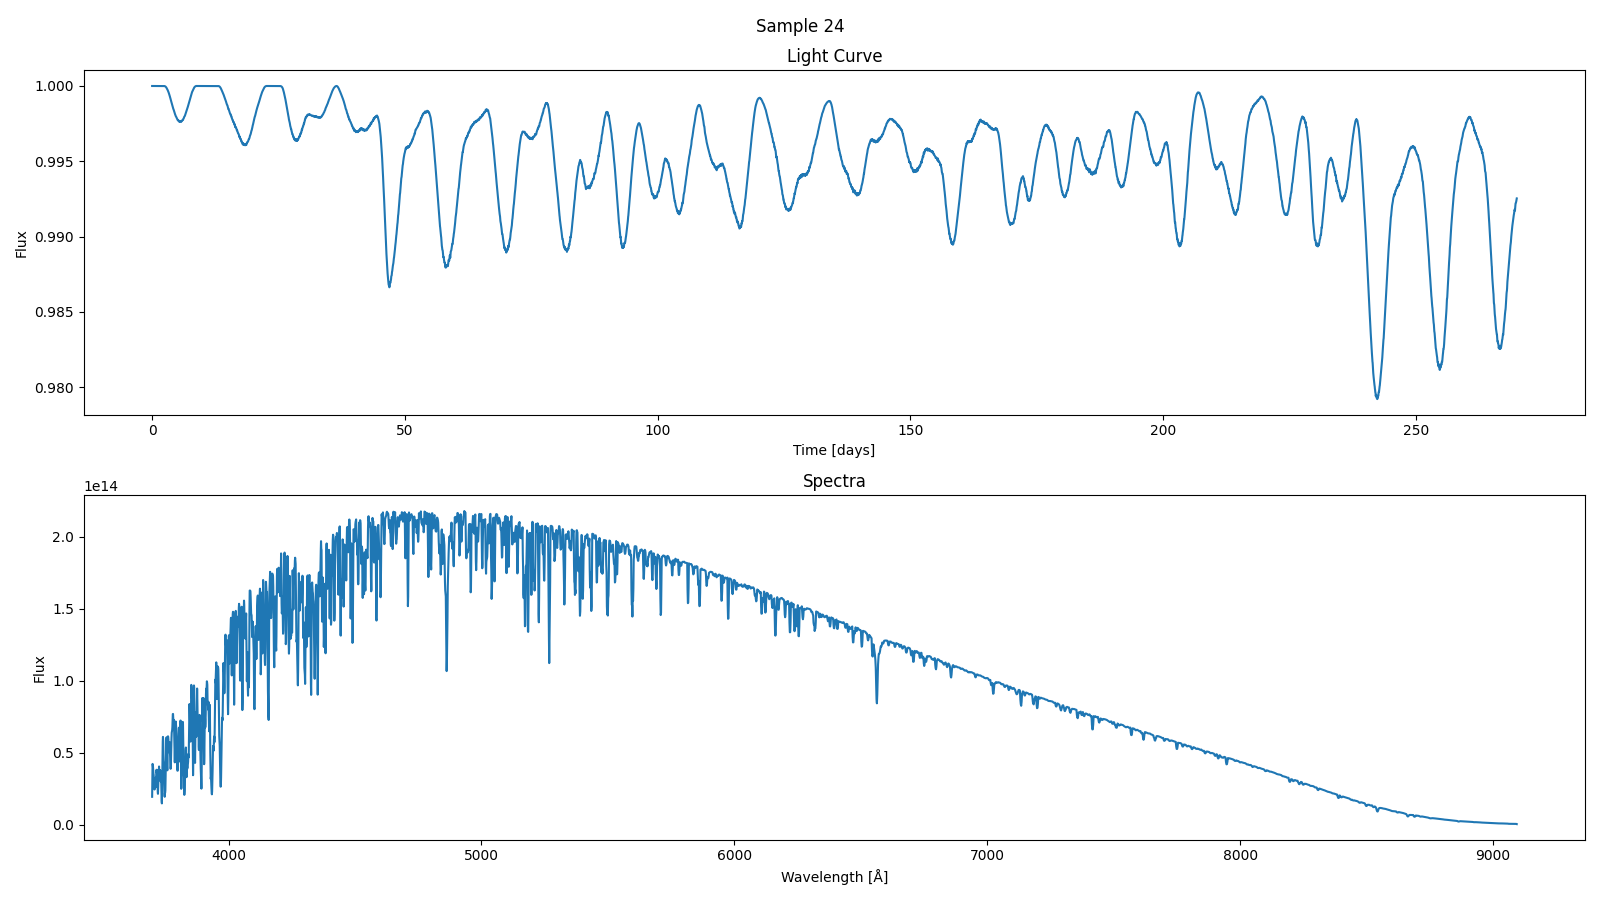 Sample 24
Light Curve
1.000
0.995
0.990
0.985
0.980
Flux
0 50 100 150 200 250
Time [days]
Spectra
1e14
2.0
1.5
1.0
0.5
0.0
Flux
4000 5000 6000 7000 8000 9000
Wavelength [Å]